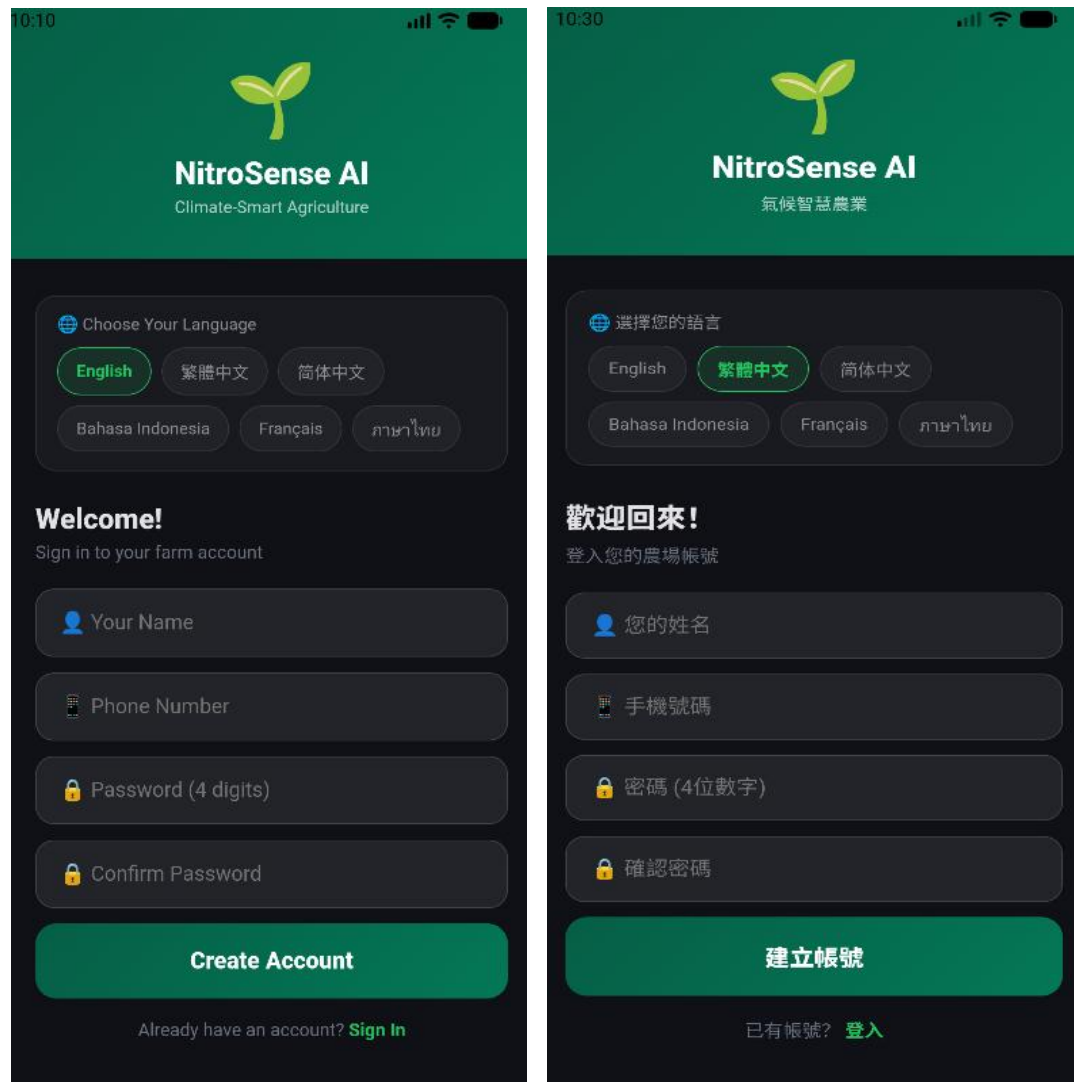 10:10
NitroSense AI
Climate-Smart Agriculture
🌐 Choose Your Language
English 繁體中文 简体中文
Bahasa Indonesia Français ภาษาไทย
Welcome!
Sign in to your farm account
👤 Your Name
📱 Phone Number
🔒 Password (4 digits)
🔒 Confirm Password
Create Account
Already have an account? Sign In
10:30
NitroSense AI
氣候智慧農業
🌐 選擇您的語言
English 繁體中文 简体中文
Bahasa Indonesia Français ภาษาไทย
歡迎回來!
登入您的農場帳號
👤 您的姓名
📱 手機號碼
🔒 密碼 (4位數字)
🔒 確認密碼
建立帳號
已有帳號? 登入